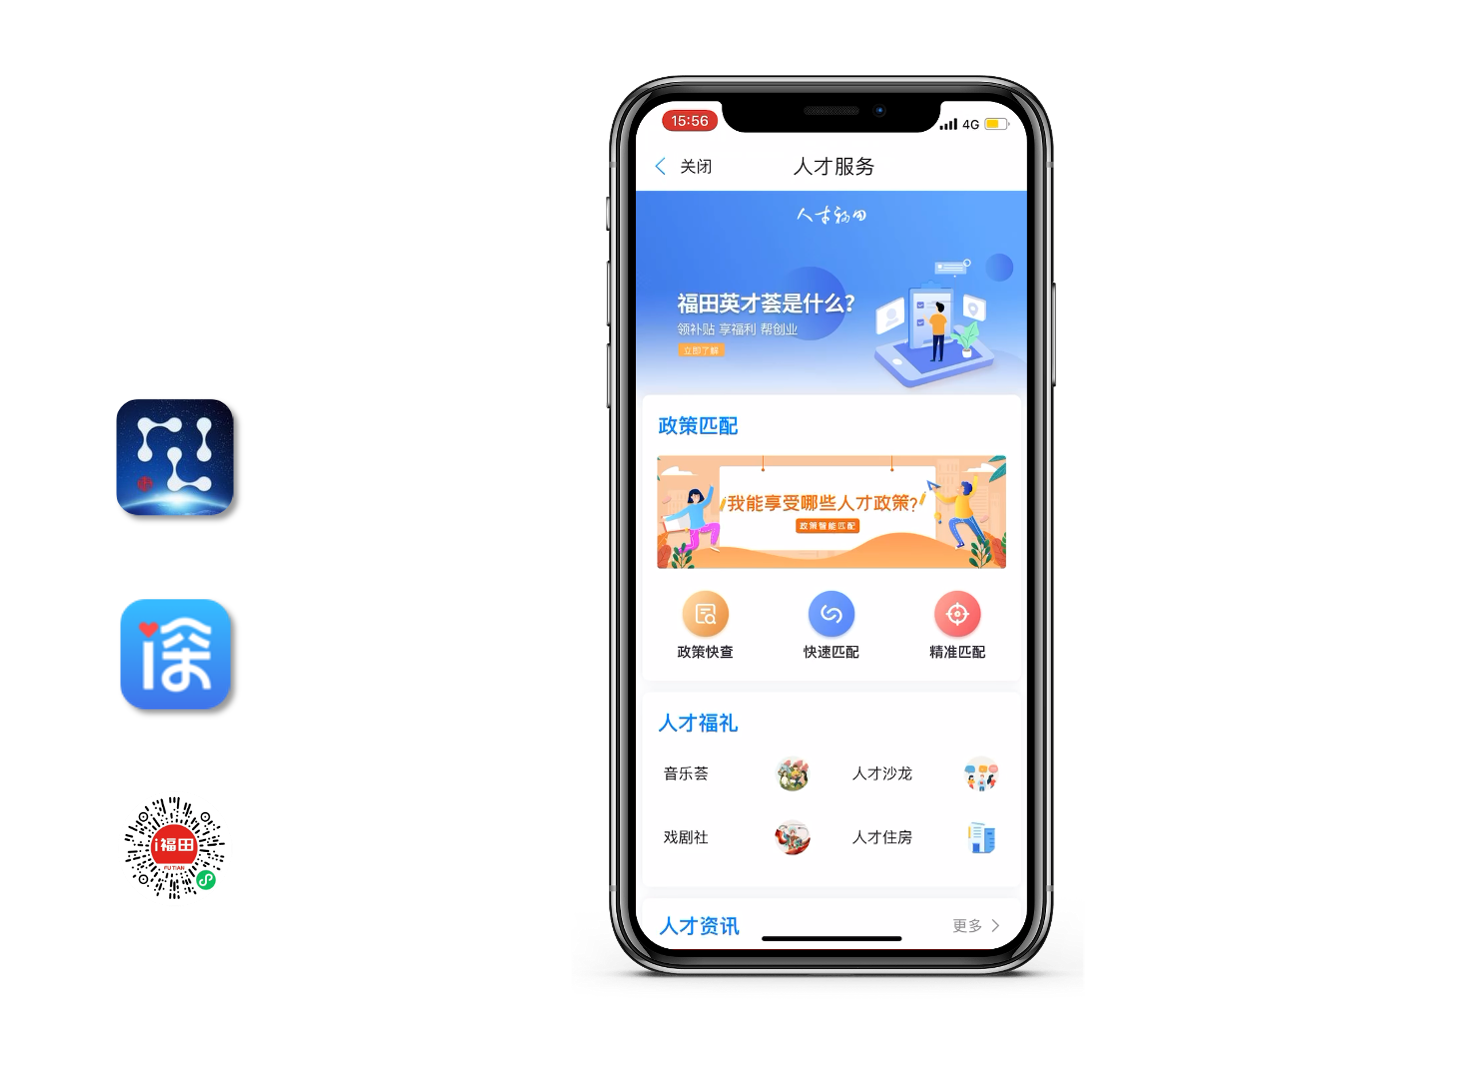 15:56
4G
关闭
人才服务
人才福田
福田英才荟是什么?
领补贴 享福利 帮创业
立即了解
政策匹配
我能享受哪些人才政策?
政策智能匹配
政策快查
快速匹配
精准匹配
人才福礼
音乐荟
人才沙龙
戏剧社
人才住房
人才资讯
更多
i深
i福田
FUTIAN